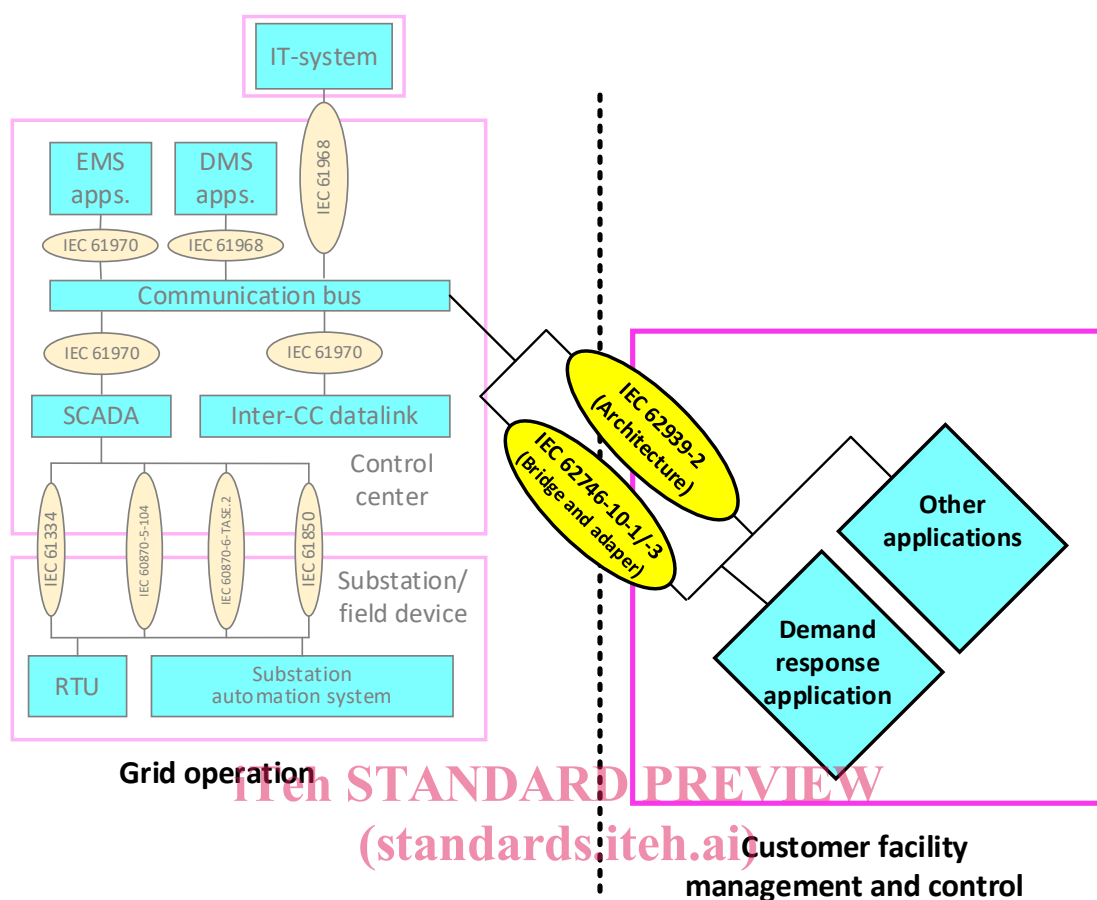 IT-system
EMS
apps.
DMS
apps.
IEC 61968
IEC 61970
IEC 61968
Communication bus
IEC 61970
IEC 61970
SCADA
Inter-CC datalink
Control
center
IEC 61334
IEC 60870-5-104
IEC 60870-6-TASE.2
IEC 61850
Substation/
field device
RTU
Substation
automation system
Grid operation
IEC 62939-2
(Architecture)
IEC 62746-10-1/-3
(Bridge and adaper)
Other
applications
Demand
response
application
iTeh STANDARD PREVIEW
(standards.iteh.ai)
Customer facility
management and control